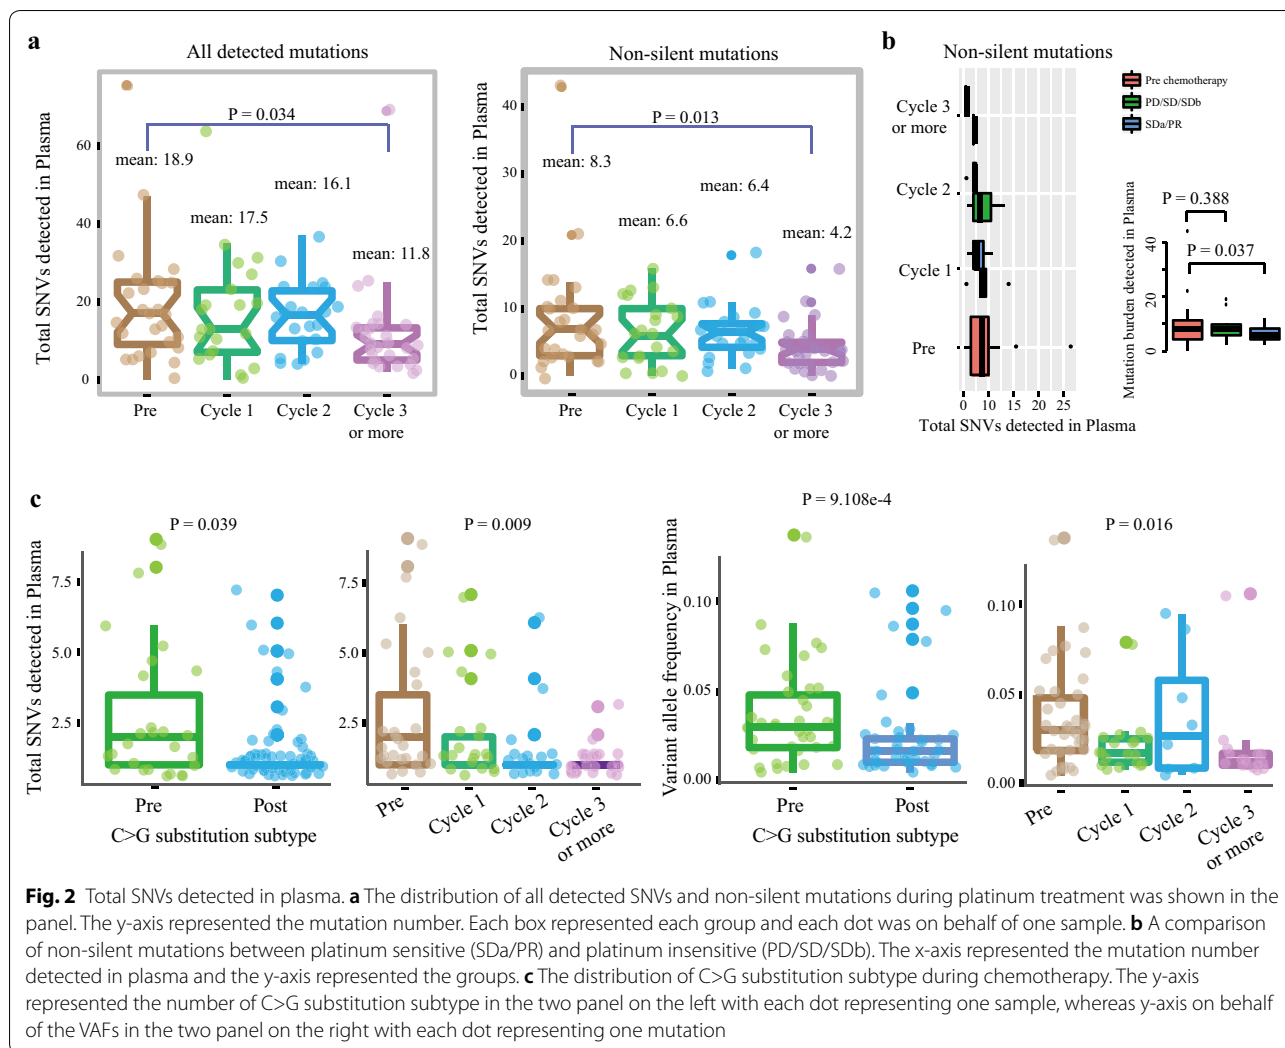 a
All detected mutations
Total SNVs detected in Plasma
60
40
20
0
P = 0.034
mean: 18.9
mean: 17.5
mean: 16.1
mean: 11.8
Pre
Cycle 1
Cycle 2
Cycle 3
or more
Non-silent mutations
Total SNVs detected in Plasma
40
30
20
10
0
P = 0.013
mean: 8.3
mean: 6.6
mean: 6.4
mean: 4.2
Pre
Cycle 1
Cycle 2
Cycle 3
or more
b
Non-silent mutations
Cycle 3
or more
Cycle 2
Cycle 1
Pre
0 5 10 15 20 25
Total SNVs detected in Plasma
Pre chemotherapy
PD/SD/SDb
SDa/PR
Mutation burden detected in Plasma
40
20
0
P = 0.388
P = 0.037
c
Total SNVs detected in Plasma
7.5
5.0
2.5
P = 0.039
Pre
Post
C>G substitution subtype
P = 0.009
7.5
5.0
2.5
Pre
Cycle 1
Cycle 2
Cycle 3
or more
Variant allele frequency in Plasma
P = 9.108e-4
0.10
0.05
0.00
Pre
Post
C>G substitution subtype
P = 0.016
0.10
0.05
0.00
Pre
Cycle 1
Cycle 2
Cycle 3
or more
Fig. 2 Total SNVs detected in plasma. a The distribution of all detected SNVs and non-silent mutations during platinum treatment was shown in the
panel. The y-axis represented the mutation number. Each box represented each group and each dot was on behalf of one sample. b A comparison
of non-silent mutations between platinum sensitive (SDa/PR) and platinum insensitive (PD/SD/SDb). The x-axis represented the mutation number
detected in plasma and the y-axis represented the groups. c The distribution of C>G substitution subtype during chemotherapy. The y-axis
represented the number of C>G substitution subtype in the two panel on the left with each dot representing one sample, whereas y-axis on behalf
of the VAFs in the two panel on the right with each dot representing one mutation